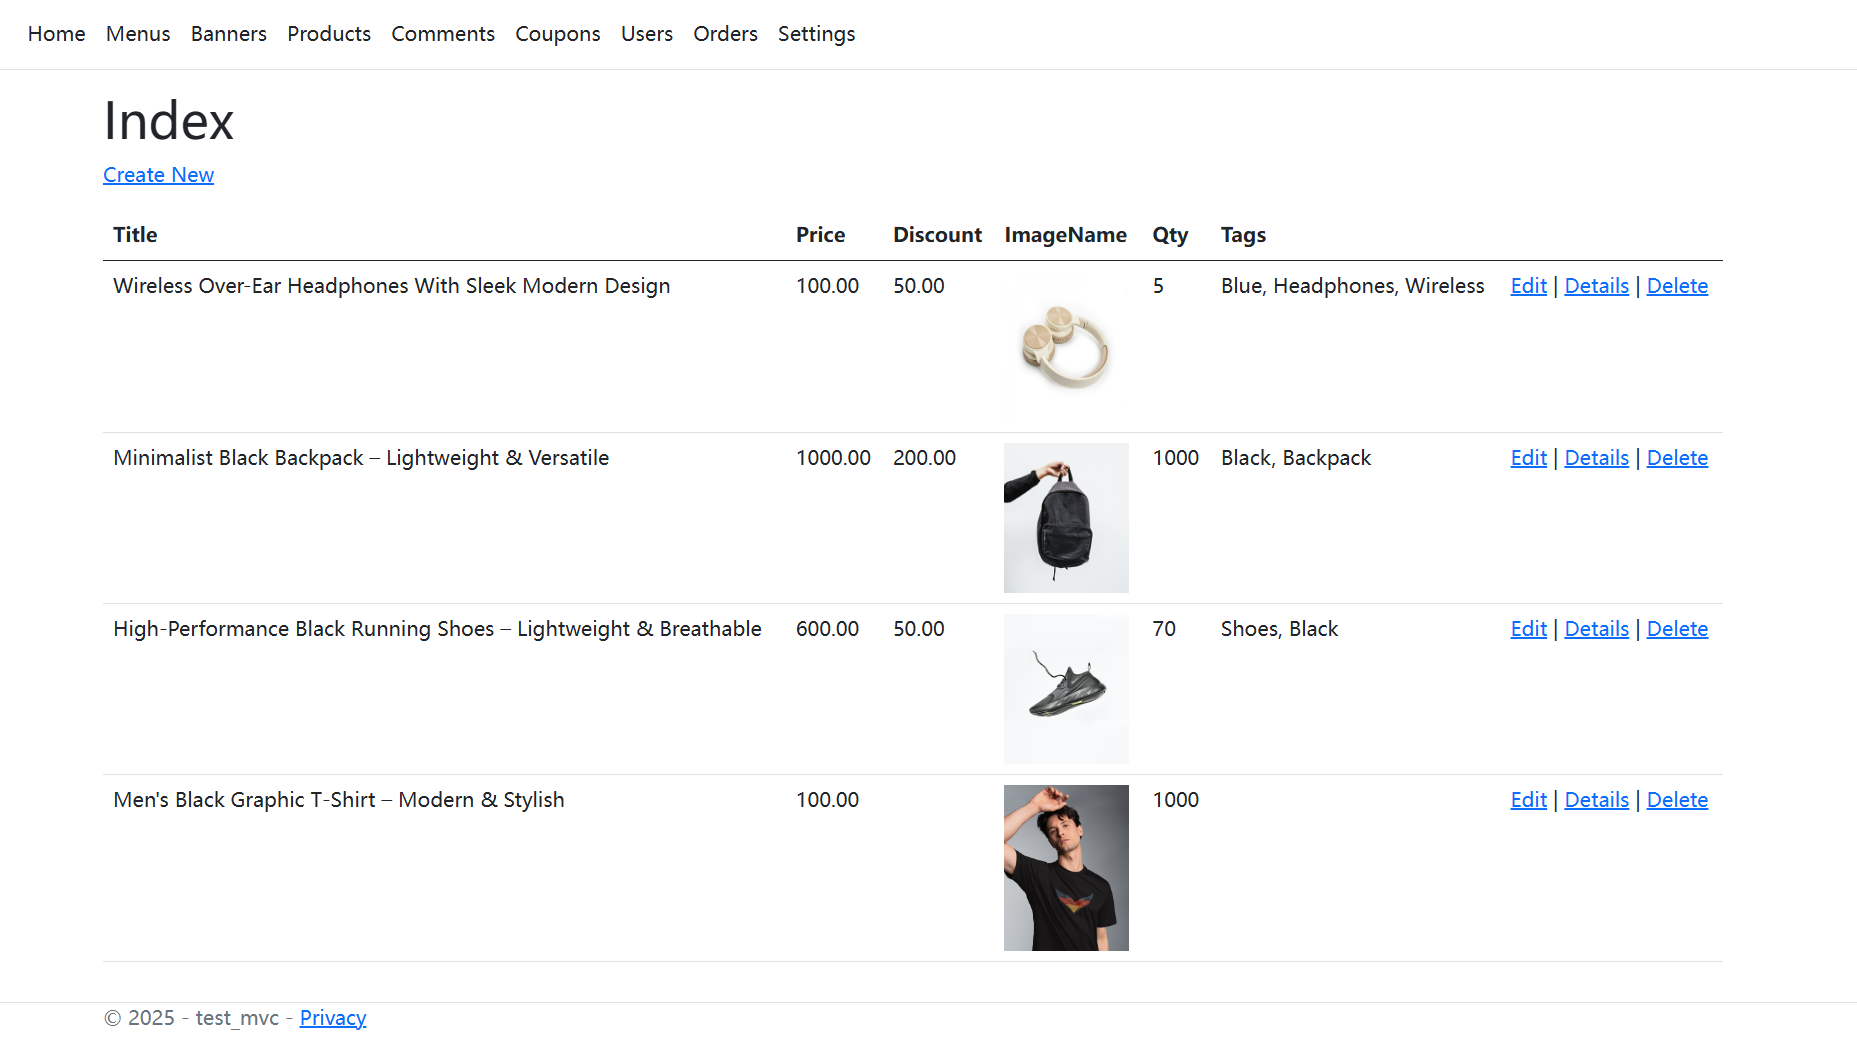 Home Menus Banners Products Comments Coupons Users Orders Settings
Index
Create New
Title Price Discount ImageName Qty Tags
Wireless Over-Ear Headphones With Sleek Modern Design 100.00 50.00 5 Blue, Headphones, Wireless Edit | Details | Delete
Minimalist Black Backpack – Lightweight & Versatile 1000.00 200.00 1000 Black, Backpack Edit | Details | Delete
High-Performance Black Running Shoes – Lightweight & Breathable 600.00 50.00 70 Shoes, Black Edit | Details | Delete
Men's Black Graphic T-Shirt – Modern & Stylish 100.00 1000 Edit | Details | Delete
© 2025 - test_mvc - Privacy